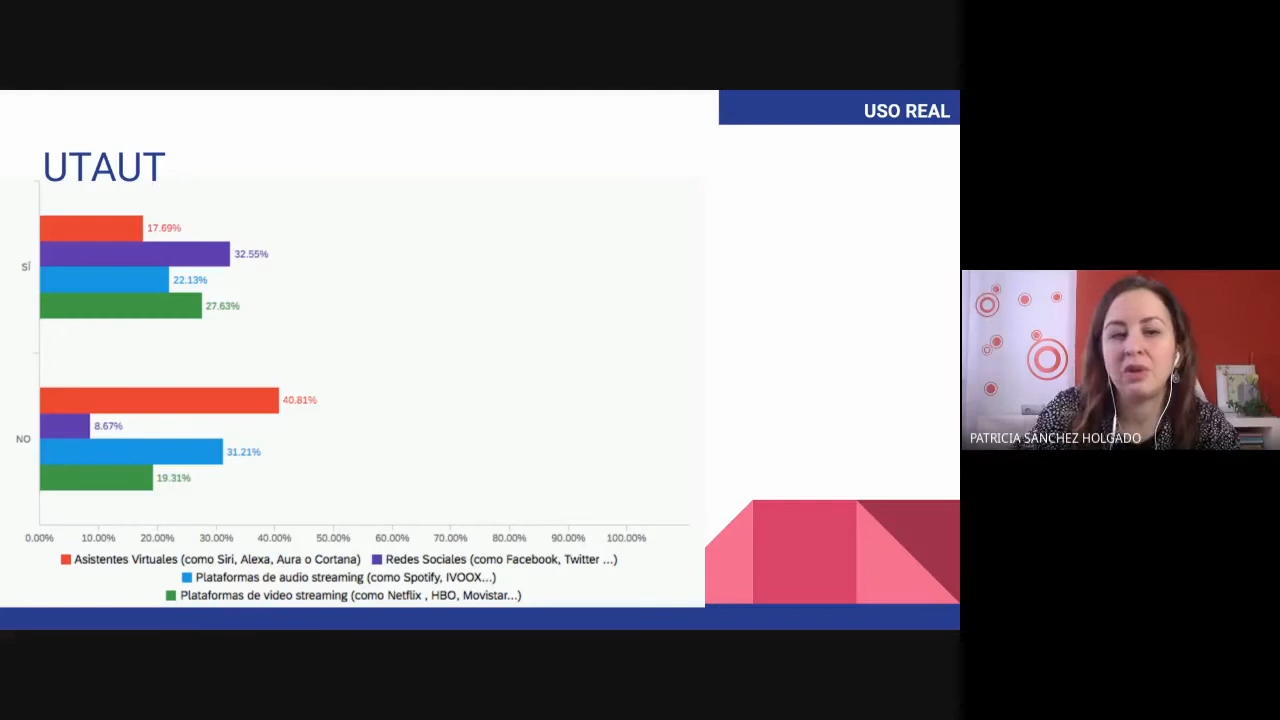 USO REAL
UTAUT
SÍ
17.69%
32.55%
22.13%
27.63%
NO
40.81%
8.67%
31.21%
19.31%
0.00% 10.00% 20.00% 30.00% 40.00% 50.00% 60.00% 70.00% 80.00% 90.00% 100.00%
Asistentes Virtuales (como Siri, Alexa, Aura o Cortana) Redes Sociales (como Facebook, Twitter ...)
Plataformas de audio streaming (como Spotify, IVOOX...)
Plataformas de video streaming (como Netflix , HBO, Movistar...)
PATRICIA SÁNCHEZ HOLGADO